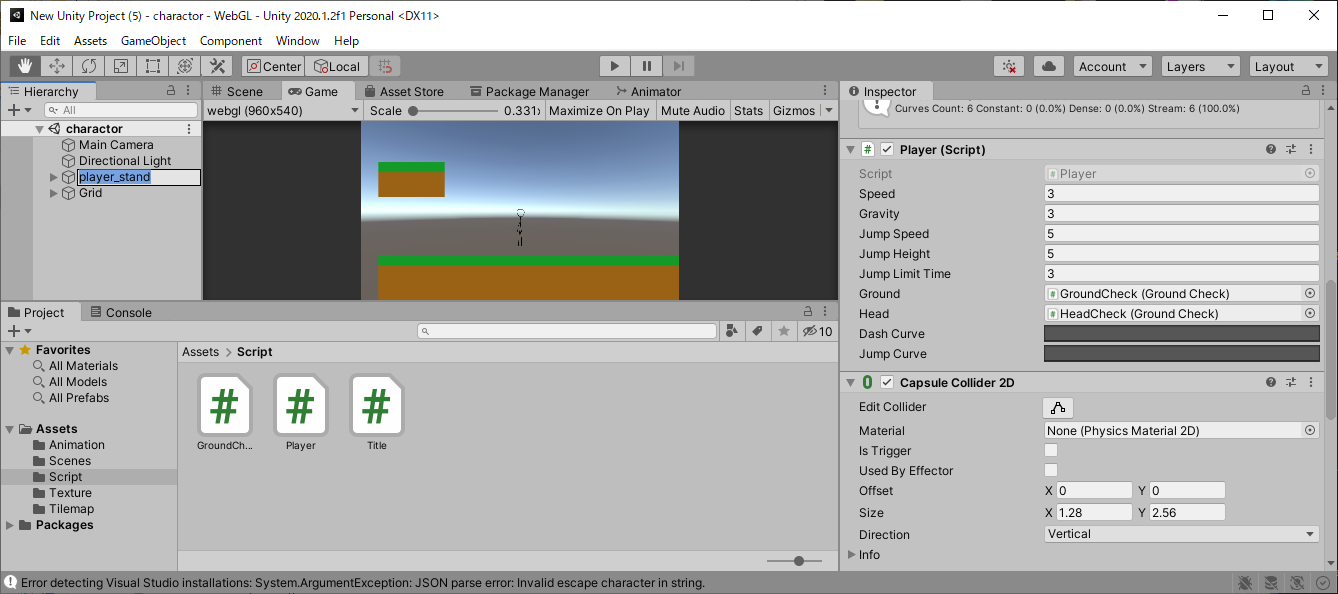 New Unity Project (5) - charactor - WebGL - Unity 2020.1.2f1 Personal <DX11>
File Edit Assets GameObject Component Window Help
Center Local Account Layers Layout
Hierarchy
All
charactor
Main Camera
Directional Light
player_stand
Grid
Scene Game Asset Store Package Manager Animator
webgl (960x540) Scale 0.331x Maximize On Play Mute Audio Stats Gizmos
Project Console
10
Favorites
All Materials
All Models
All Prefabs
Assets
Animation
Scenes
Script
Texture
Tilemap
Packages
Assets > Script
GroundCh... Player Title
Inspector
Curves Count: 6 Constant: 0 (0.0%) Dense: 0 (0.0%) Stream: 6 (100.0%)
Player (Script)
Script Player
Speed 3
Gravity 3
Jump Speed 5
Jump Height 5
Jump Limit Time 3
Ground GroundCheck (Ground Check)
Head HeadCheck (Ground Check)
Dash Curve
Jump Curve
Capsule Collider 2D
Edit Collider
Material None (Physics Material 2D)
Is Trigger
Used By Effector
Offset X 0 Y 0
Size X 1.28 Y 2.56
Direction Vertical
Info
Error detecting Visual Studio installations: System.ArgumentException: JSON parse error: Invalid escape character in string.